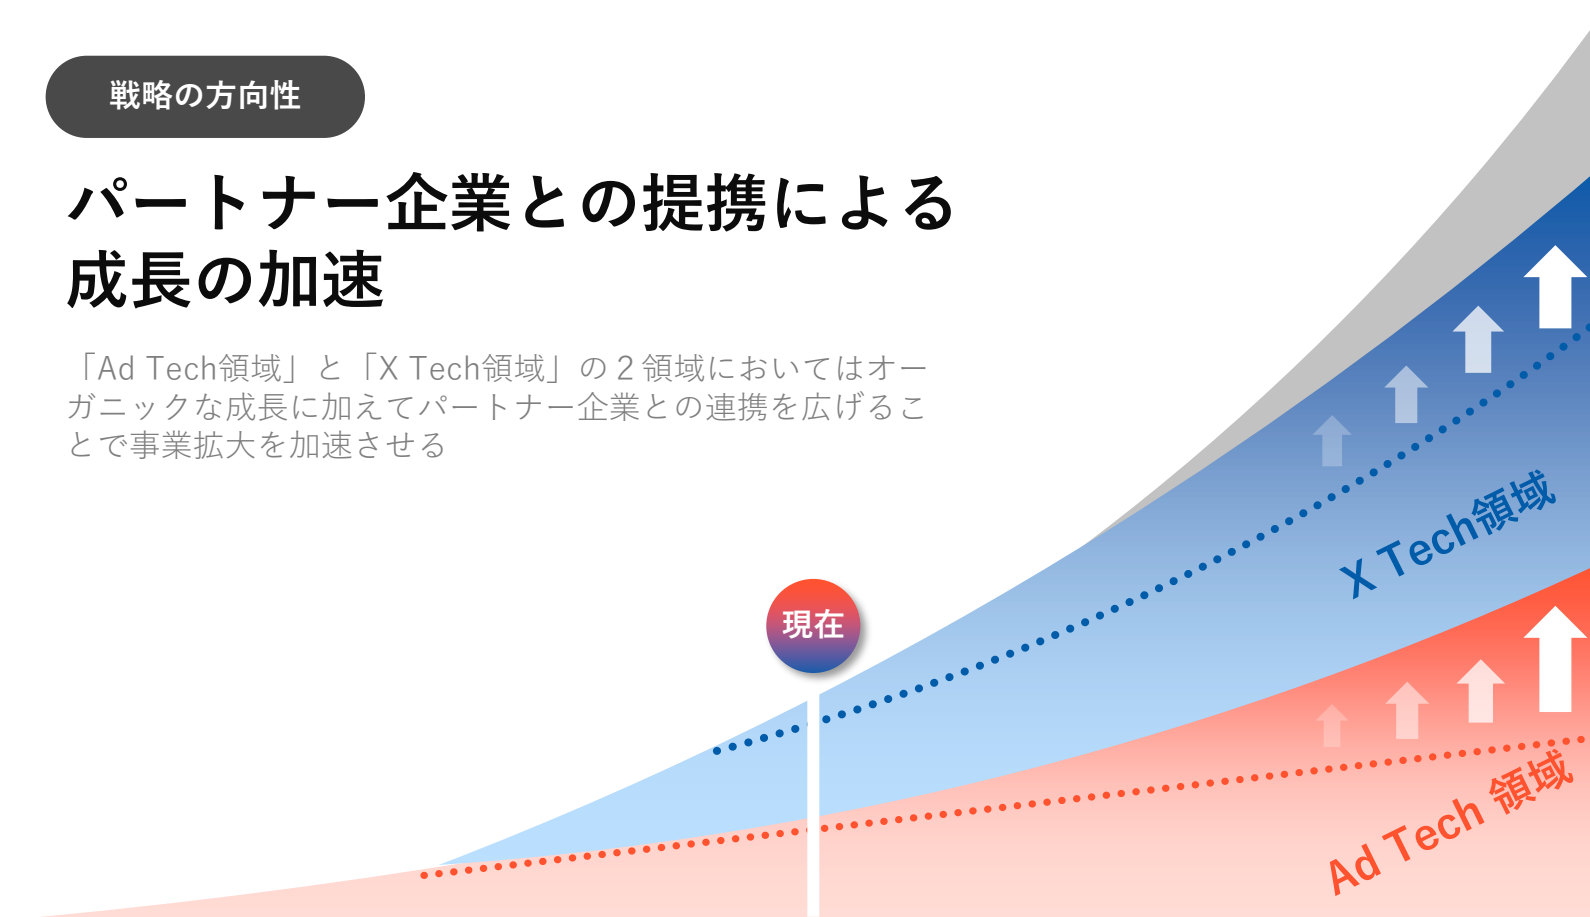 戦略の方向性
パートナー企業との提携による
成長の加速
「Ad Tech領域」と「X Tech領域」の２領域においてはオー
ガニックな成長に加えてパートナー企業との連携を広げるこ
とで事業拡大を加速させる
現在
X Tech領域
Ad Tech 領域